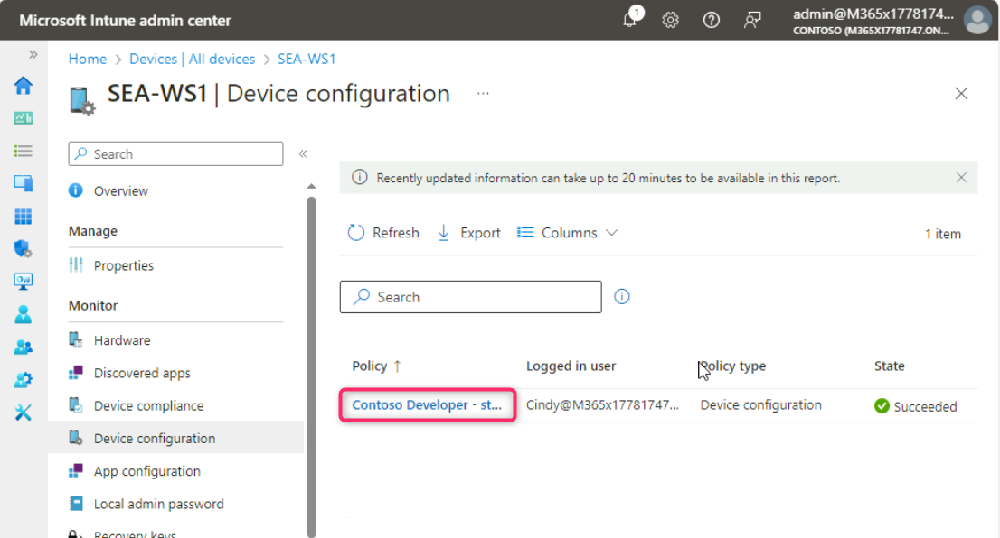 Microsoft Intune admin center
1
admin@M365x1778174...
CONTOSO (M365X17781747.ON...
Home > Devices | All devices > SEA-WS1
SEA-WS1 | Device configuration ...
Search
Overview
Manage
Properties
Monitor
Hardware
Discovered apps
Device compliance
Device configuration
App configuration
Local admin password
Recovery keys
Recently updated information can take up to 20 minutes to be available in this report.
Refresh Export Columns 1 item
Search
Policy ↑ Logged in user Policy type State
Contoso Developer - st... Cindy@M365x17781747... Device configuration Succeeded